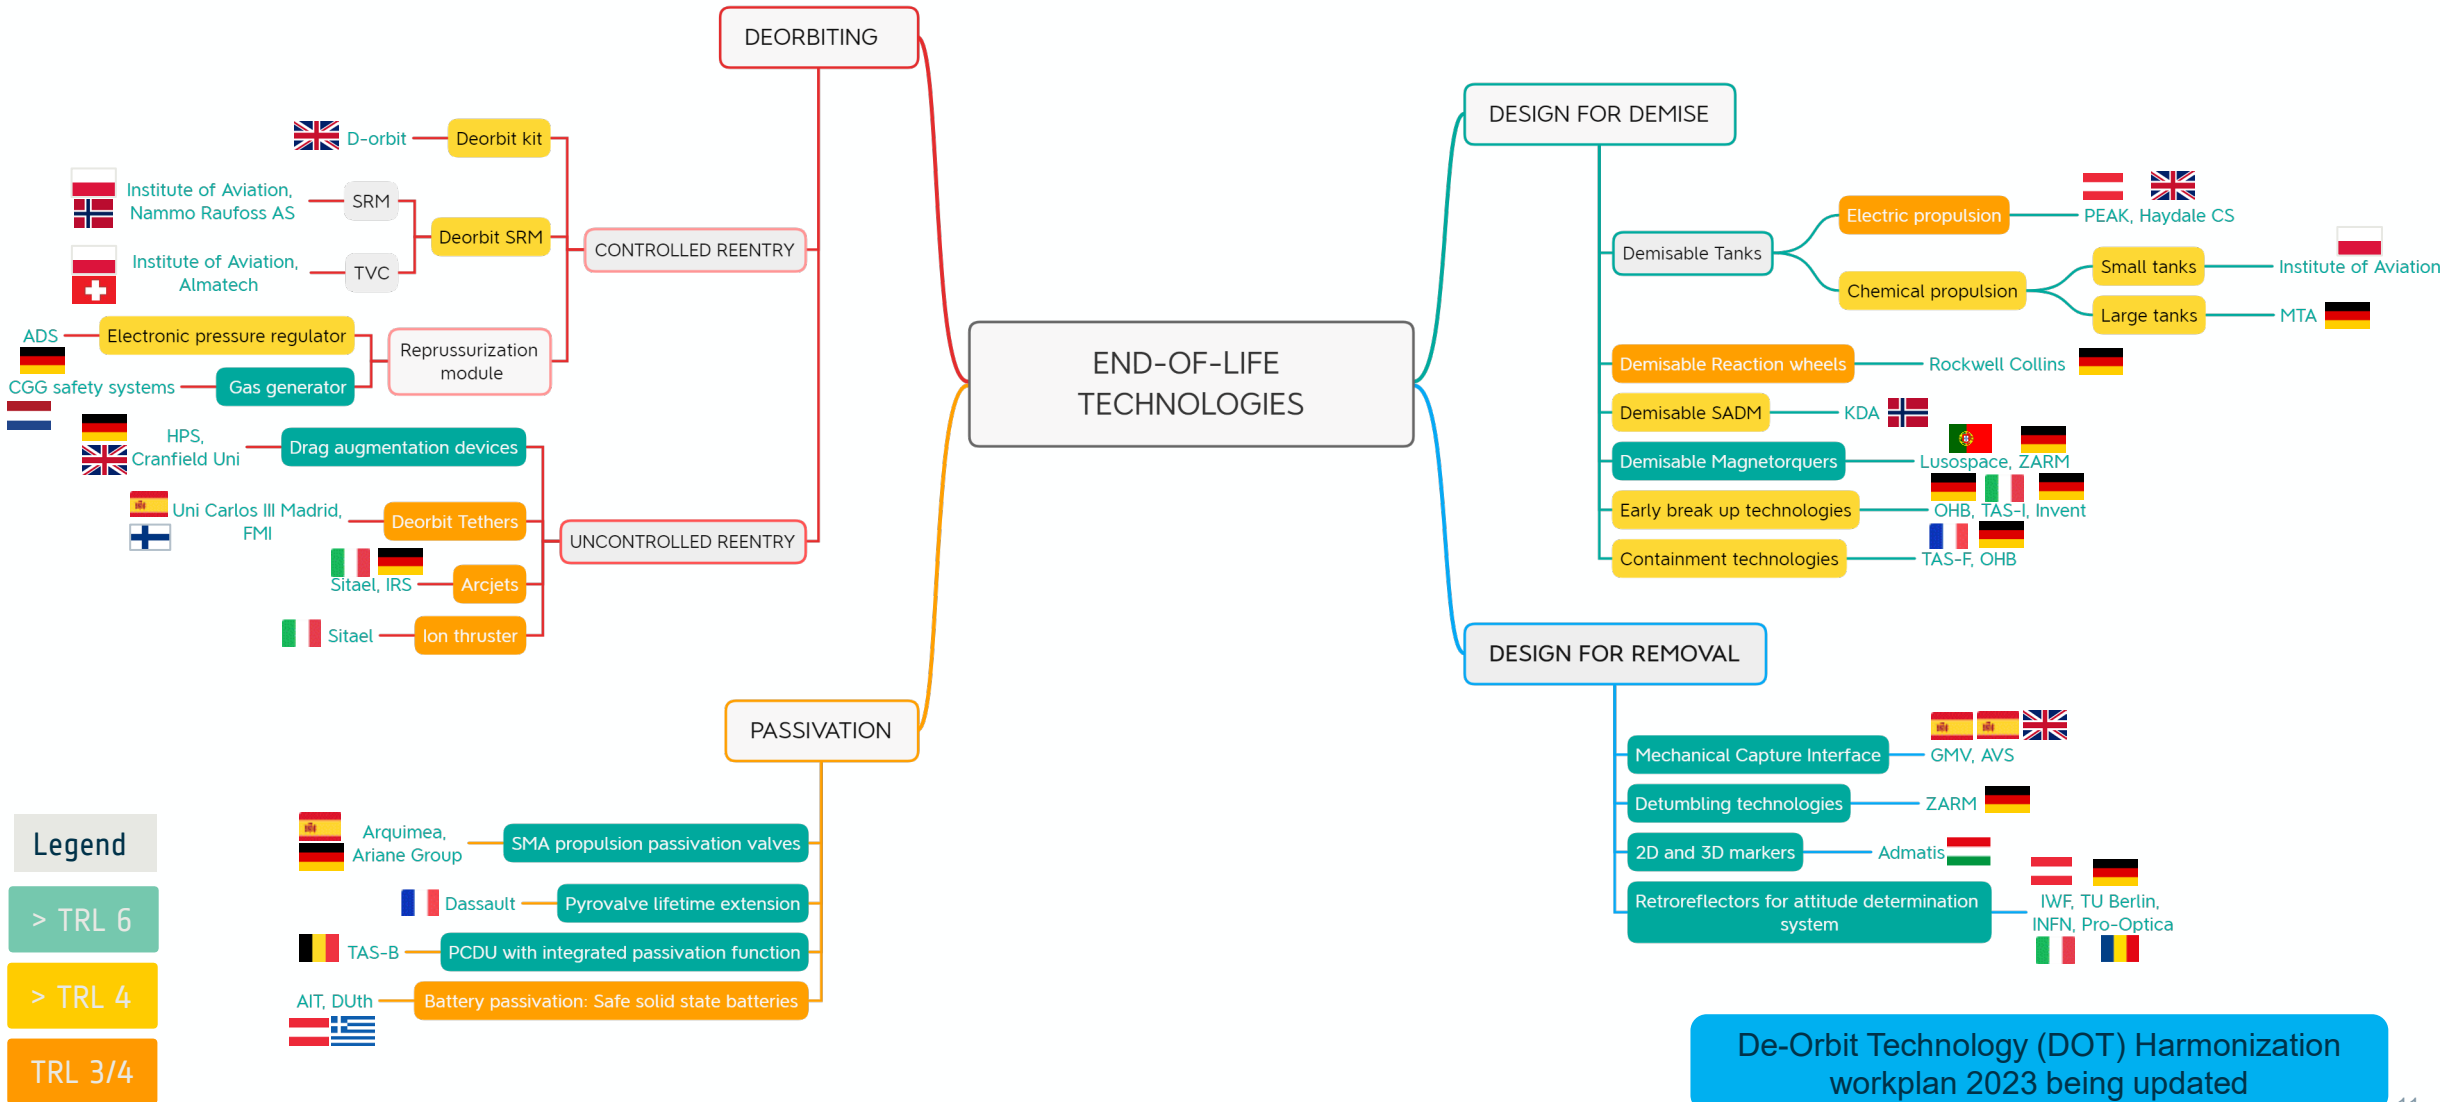 DEORBITING
D-orbit
Deorbit kit
Institute of Aviation,
Nammo Raufoss AS
SRM
Deorbit SRM
Institute of Aviation,
Almatech
TVC
CONTROLLED REENTRY
ADS
Electronic pressure regulator
Reprussurization
module
CGG safety systems
Gas generator
HPS,
Cranfield Uni
Drag augmentation devices
Uni Carlos III Madrid,
FMI
Deorbit Tethers
UNCONTROLLED REENTRY
Sitael, IRS
Arcjets
Sitael
Ion thruster
END-OF-LIFE
TECHNOLOGIES
PASSIVATION
Arquimea,
Ariane Group
SMA propulsion passivation valves
Dassault
Pyrovalve lifetime extension
TAS-B
PCDU with integrated passivation function
AIT, DUth
Battery passivation: Safe solid state batteries
Legend
> TRL 6
> TRL 4
TRL 3/4
DESIGN FOR DEMISE
Demisable Tanks
Electric propulsion
PEAK, Haydale CS
Chemical propulsion
Small tanks
Institute of Aviation
Large tanks
MTA
Demisable Reaction wheels
Rockwell Collins
Demisable SADM
KDA
Demisable Magnetorquers
Lusospace, ZARM
Early break up technologies
OHB, TAS-I, Invent
Containment technologies
TAS-F, OHB
DESIGN FOR REMOVAL
Mechanical Capture Interface
GMV, AVS
Detumbling technologies
ZARM
2D and 3D markers
Admatis
Retroreflectors for attitude determination
system
IWF, TU Berlin,
INFN, Pro-Optica
De-Orbit Technology (DOT) Harmonization
workplan 2023 being updated